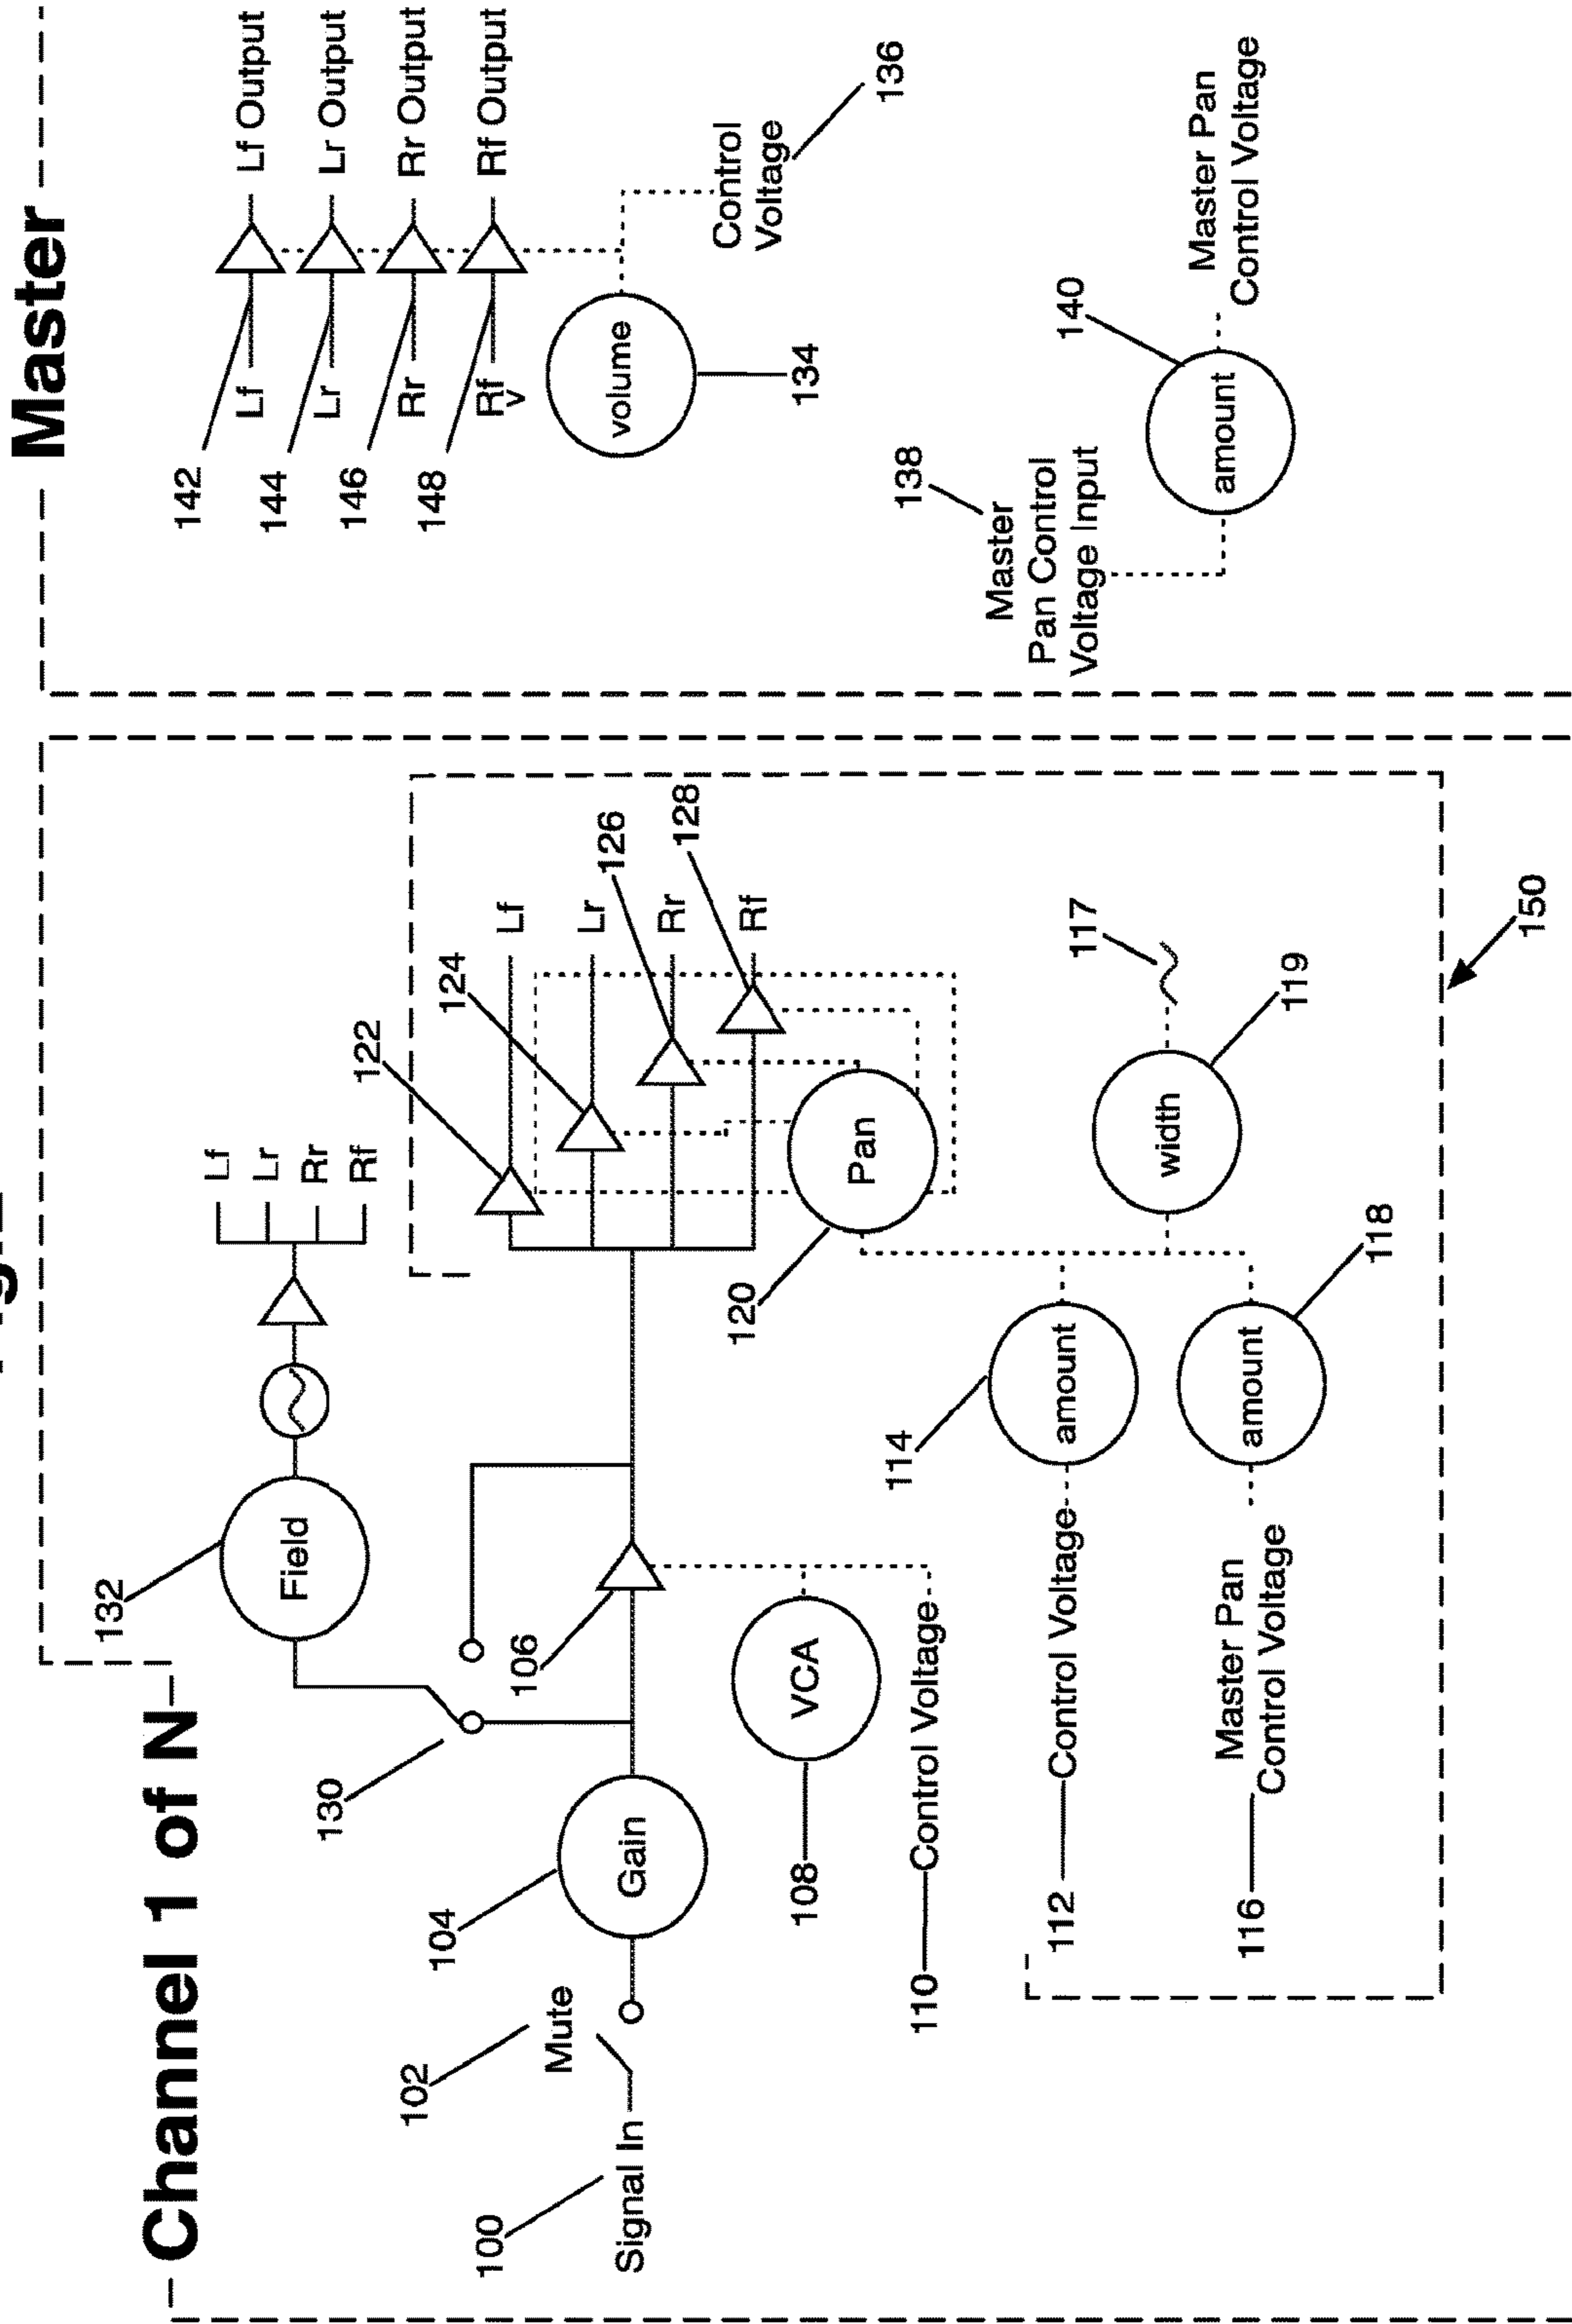 Channel 1 of N
132
Field
Lf
Lr
Rr
Rf
130
102
Mute
104
Gain
106
100
Signal In
108
VCA
110
Control Voltage
122
124
126
128
Lf
Lr
Rr
Rf
120
Pan
114
112
Control Voltage
amount
116
Master Pan
Control Voltage
amount
118
width
117
119
150
Master
142
144
146
148
Lf
Lr
Rr
Rf
v
Lf Output
Lr Output
Rr Output
Rf Output
volume
134
Control
Voltage
136
138
Master
Pan Control
Voltage Input
140
amount
Master Pan
Control Voltage